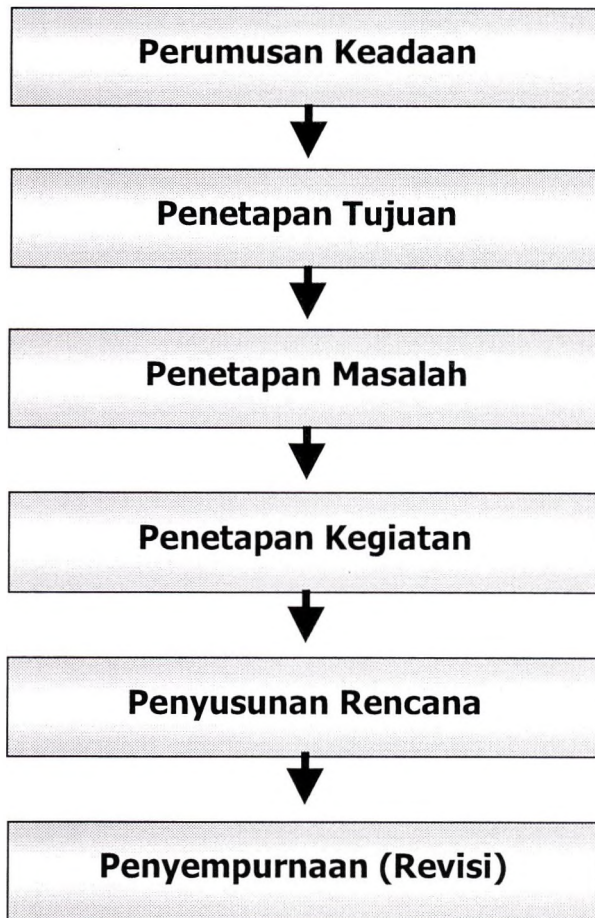 Perumusan Keadaan
Penetapan Tujuan
Penetapan Masalah
Penetapan Kegiatan
Penyusunan Rencana
Penyempurnaan (Revisi)